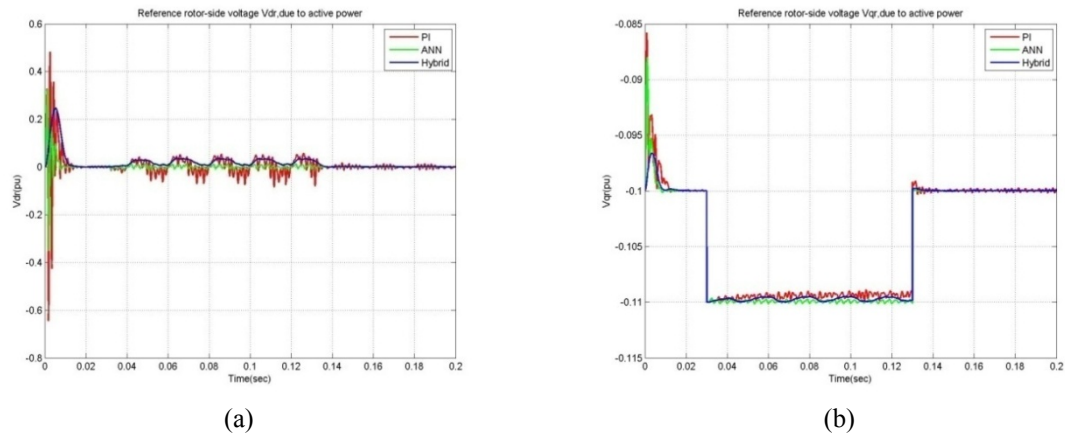 Reference rotor-side voltage Vdr,due to active power
0.6
0.4
0.2
0
-0.2
-0.4
-0.6
-0.8
Vdr(pu)
PI
ANN
Hybrid
0 0.02 0.04 0.06 0.08 0.1 0.12 0.14 0.16 0.18 0.2
Time(sec)
(a)
Reference rotor-side voltage Vqr,due to active power
-0.085
-0.09
-0.095
-0.1
-0.105
-0.11
-0.115
Vqr(pu)
PI
ANN
Hybrid
0 0.02 0.04 0.06 0.08 0.1 0.12 0.14 0.16 0.18 0.2
Time(sec)
(b)